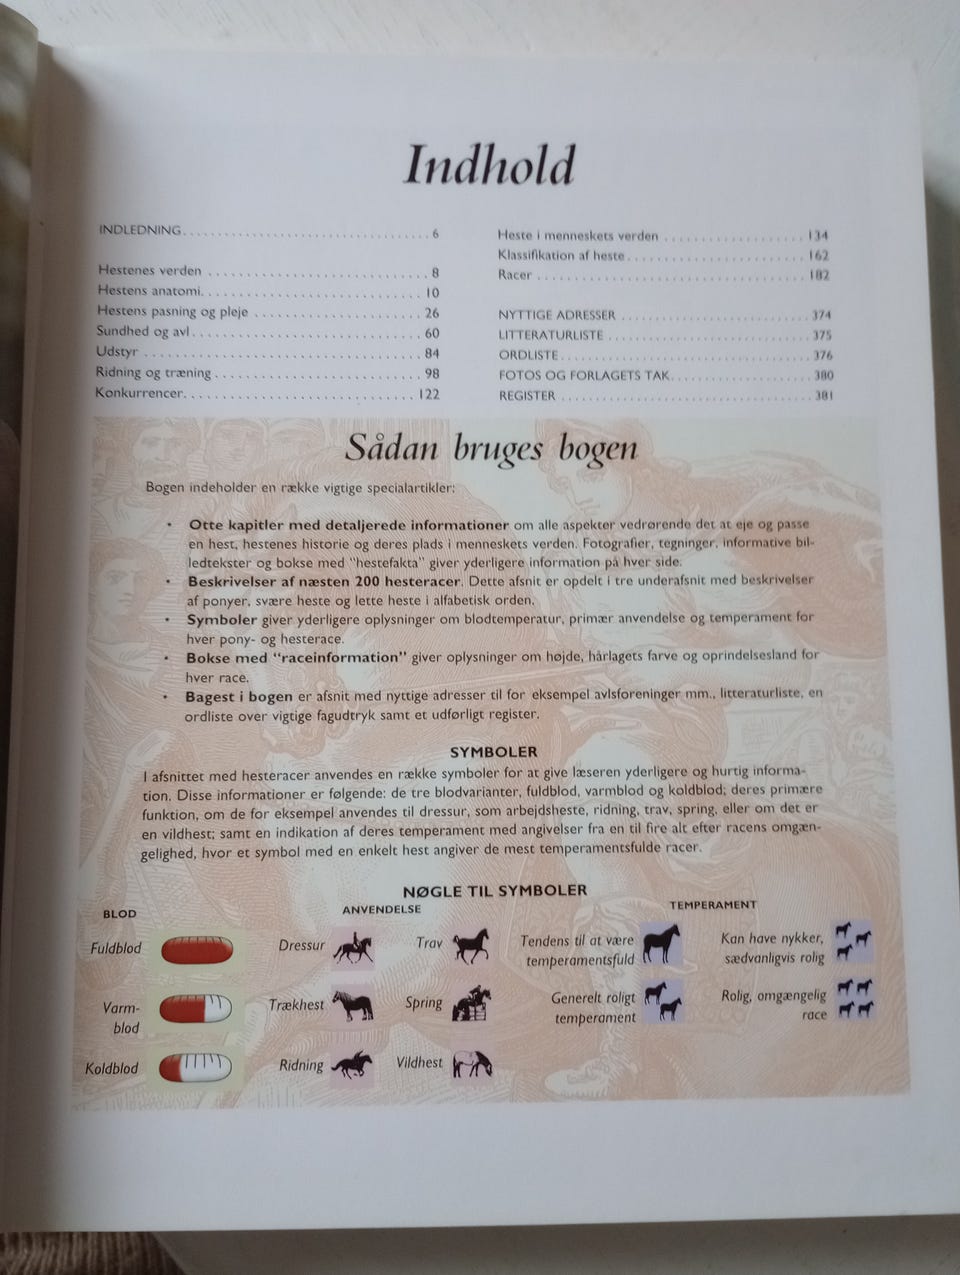 Indhold
INDLEDNING................................6
Hestenes verden ............................8
Hestens anatomi............................10
Hestens pasning og pleje ......................26
Sundhed og avl..............................60
Udstyr ....................................84
Ridning og træning..........................98
Konkurrencer..............................122
Heste i menneskets verden ..................134
Klassifikation af heste......................162
Racer ..................................182
NYTTIGE ADRESSER ........................374
LITTERATURLISTE ..........................375
ORDLISTE................................376
FOTOS OG FORLAGETS TAK..................380
REGISTER ................................381
Sådan bruges bogen
Bogen indeholder en række vigtige specialartikler:
• Otte kapitler med detaljerede informationer om alle aspekter vedrørende det at eje og passe
en hest, hestenes historie og deres plads i menneskets verden. Fotografier, tegninger, informative bil-
ledtekster og bokse med "hestefakta" giver yderligere information på hver side.
• Beskrivelser af næsten 200 hesteracer. Dette afsnit er opdelt i tre underafsnit med beskrivelser
af ponyer, svære heste og lette heste i alfabetisk orden.
• Symboler giver yderligere oplysninger om blodtemperatur, primær anvendelse og temperament for
hver pony- og hesterace.
• Bokse med "raceinformation" giver oplysninger om højde, hårlagets farve og oprindelsesland for
hver race.
• Bagest i bogen er afsnit med nyttige adresser til for eksempel avlsforeninger mm., litteraturliste, en
ordliste over vigtige fagudtryk samt et udførligt register.
SYMBOLER
I afsnittet med hesteracer anvendes en række symboler for at give læseren yderligere og hurtig informa-
tion. Disse informationer er følgende: de tre blodvarianter, fuldblod, varmblod og koldblod; deres primære
funktion, om de for eksempel anvendes til dressur, som arbejdsheste, ridning, trav, spring, eller om det er
en vildhest; samt en indikation af deres temperament med angivelser fra en til fire alt efter racens omgæn-
gelighed, hvor et symbol med en enkelt hest angiver de mest temperamentsfulde racer.
NØGLE TIL SYMBOLER
BLOD
Fuldblod
Varm-
blod
Koldblod
ANVENDELSE
Dressur
Trav
Trækhest
Spring
Ridning
Vildhest
TEMPERAMENT
Tendens til at være
temperamentsfuld
Generelt roligt
temperament
Kan have nykker,
sædvanligvis rolig
Rolig, omgængelig
race